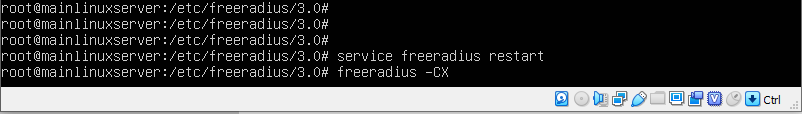 root@mainlinuxserver:/etc/freeradius/3.0#
root@mainlinuxserver:/etc/freeradius/3.0#
root@mainlinuxserver:/etc/freeradius/3.0#
root@mainlinuxserver:/etc/freeradius/3.0# service freeradius restart
root@mainlinuxserver:/etc/freeradius/3.0# freeradius -CX
Ctrl